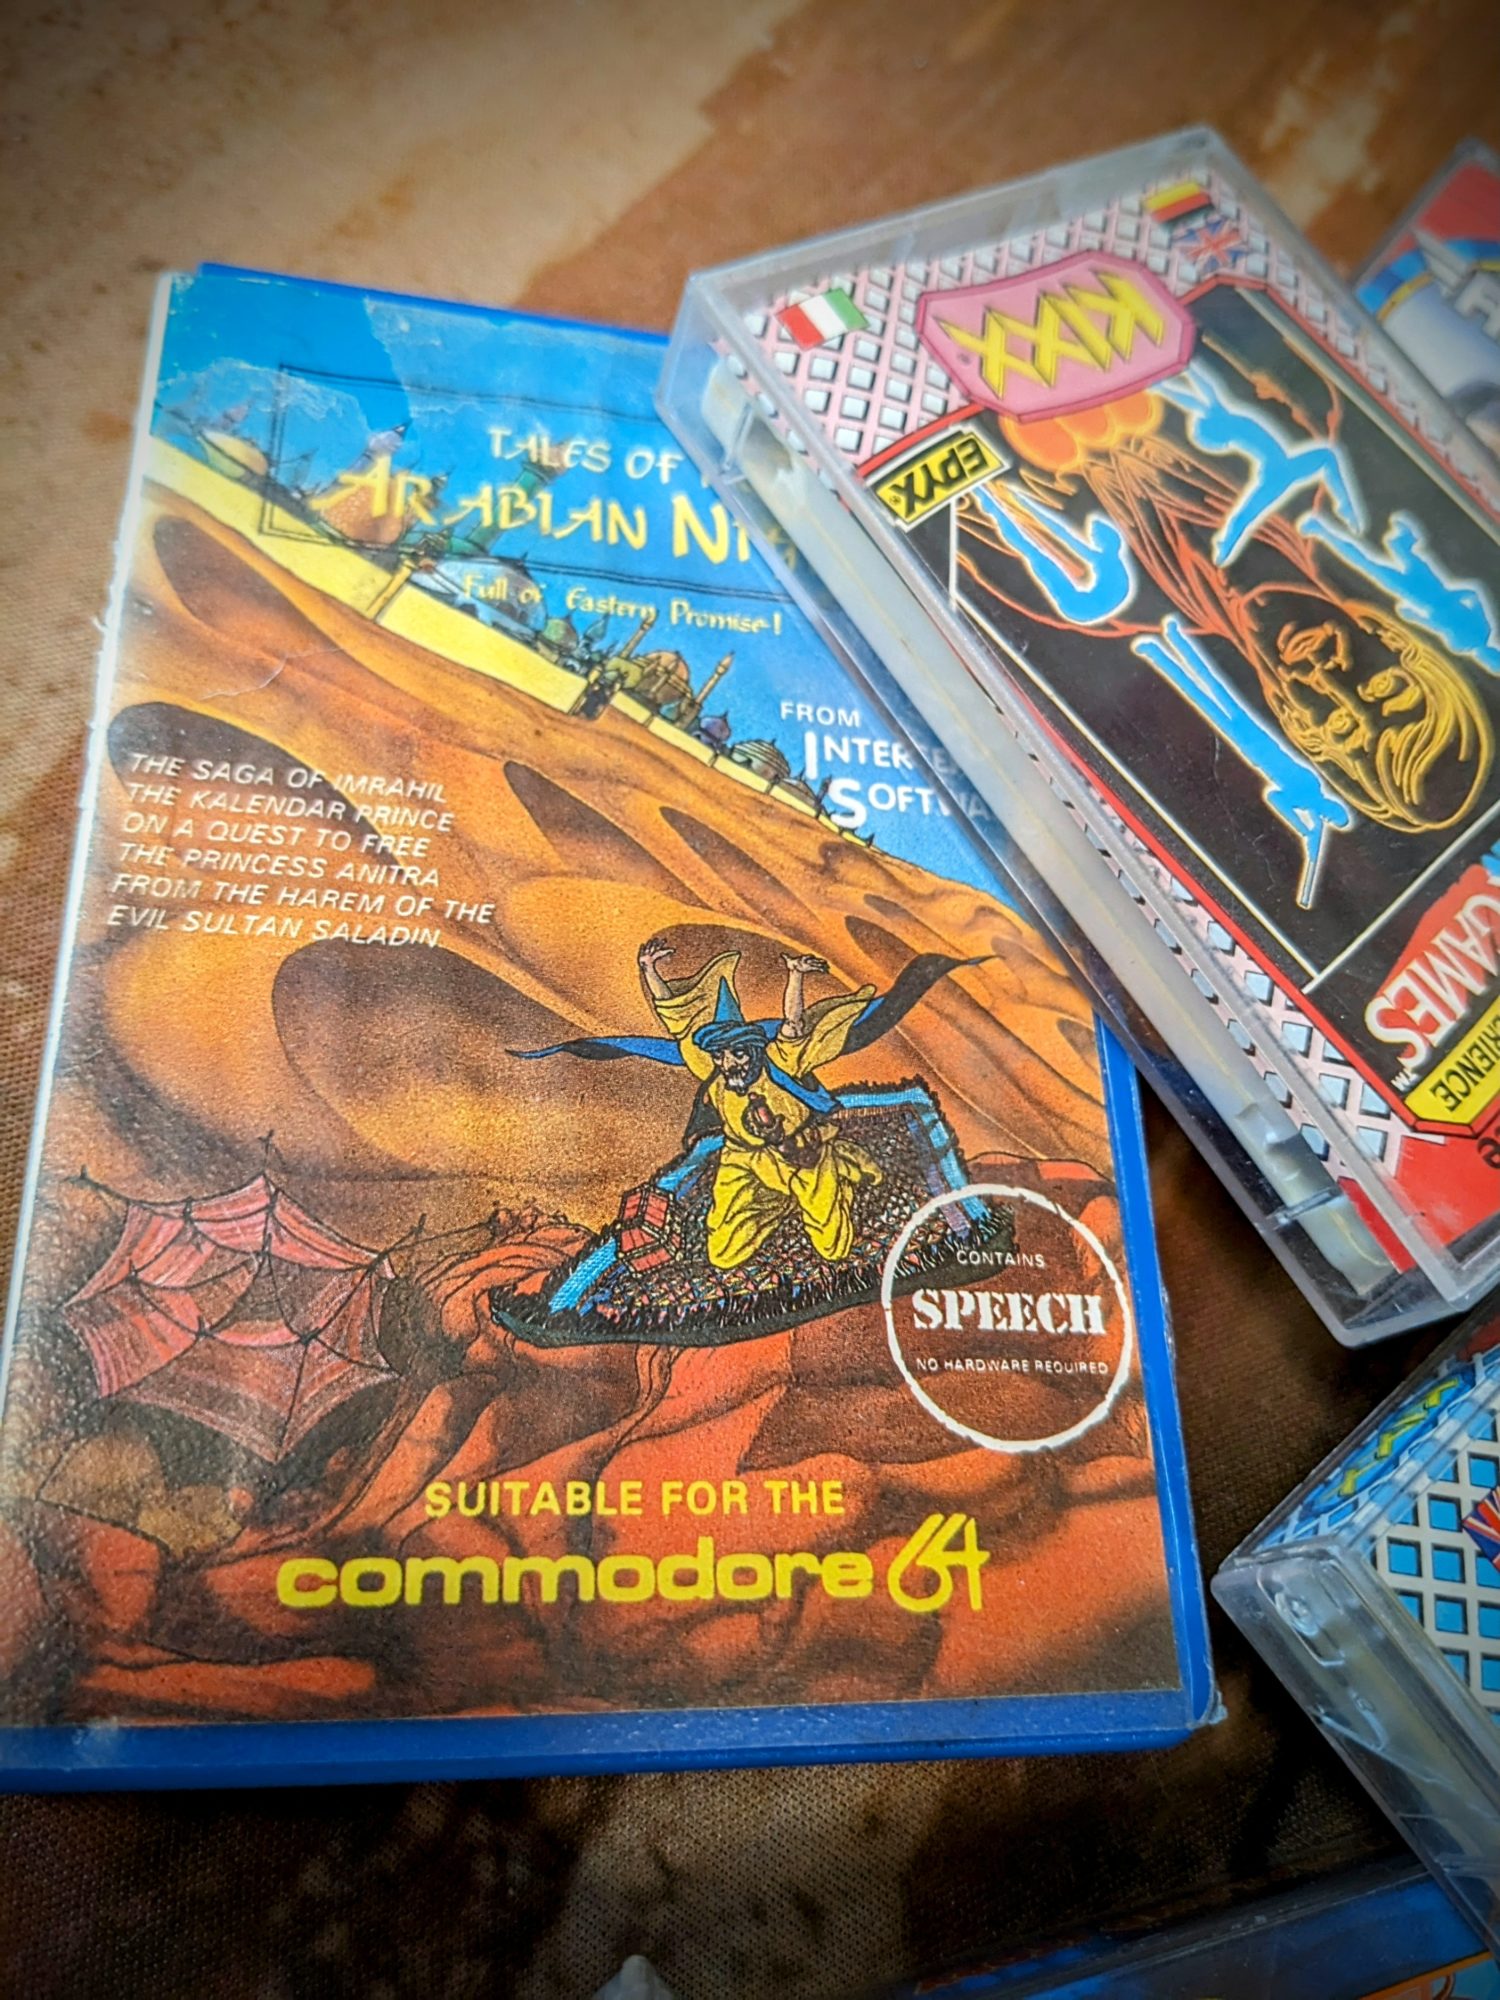 TALES OF
ARABIAN
Full of Eastern Promise!
FROM
THE SAGA OF IMRAHIL
THE KALENDAR PRINCE
ON A QUEST TO FREE
THE PRINCESS ANITRA
FROM THE HAREM OF THE
EVIL SULTAN SALADIN
CONTAINS
SPEECH
NO HARDWARE REQUIRED
SUITABLE FOR THE
commodore 64
KIXX
EPYX
GAMES